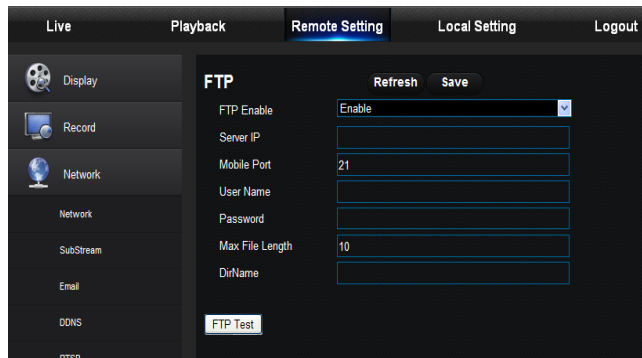 Live Playback Remote Setting Local Setting Logout
Display
Record
Network
Network
SubStream
Email
DDNS
RTSP
FTP Refresh Save
FTP Enable Enable
Server IP
Mobile Port 21
User Name
Password
Max File Length 10
DirName
FTP Test